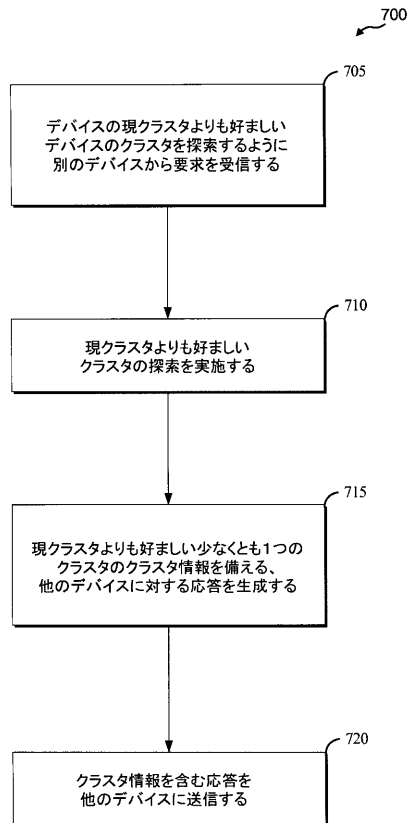 700
705
デバイスの現クラスタよりも好ましい
デバイスのクラスタを探索するように
別のデバイスから要求を受信する
710
現クラスタよりも好ましい
クラスタの探索を実施する
715
現クラスタよりも好ましい少なくとも1つの
クラスタのクラスタ情報を備える、
他のデバイスに対する応答を生成する
720
クラスタ情報を含む応答を
他のデバイスに送信する